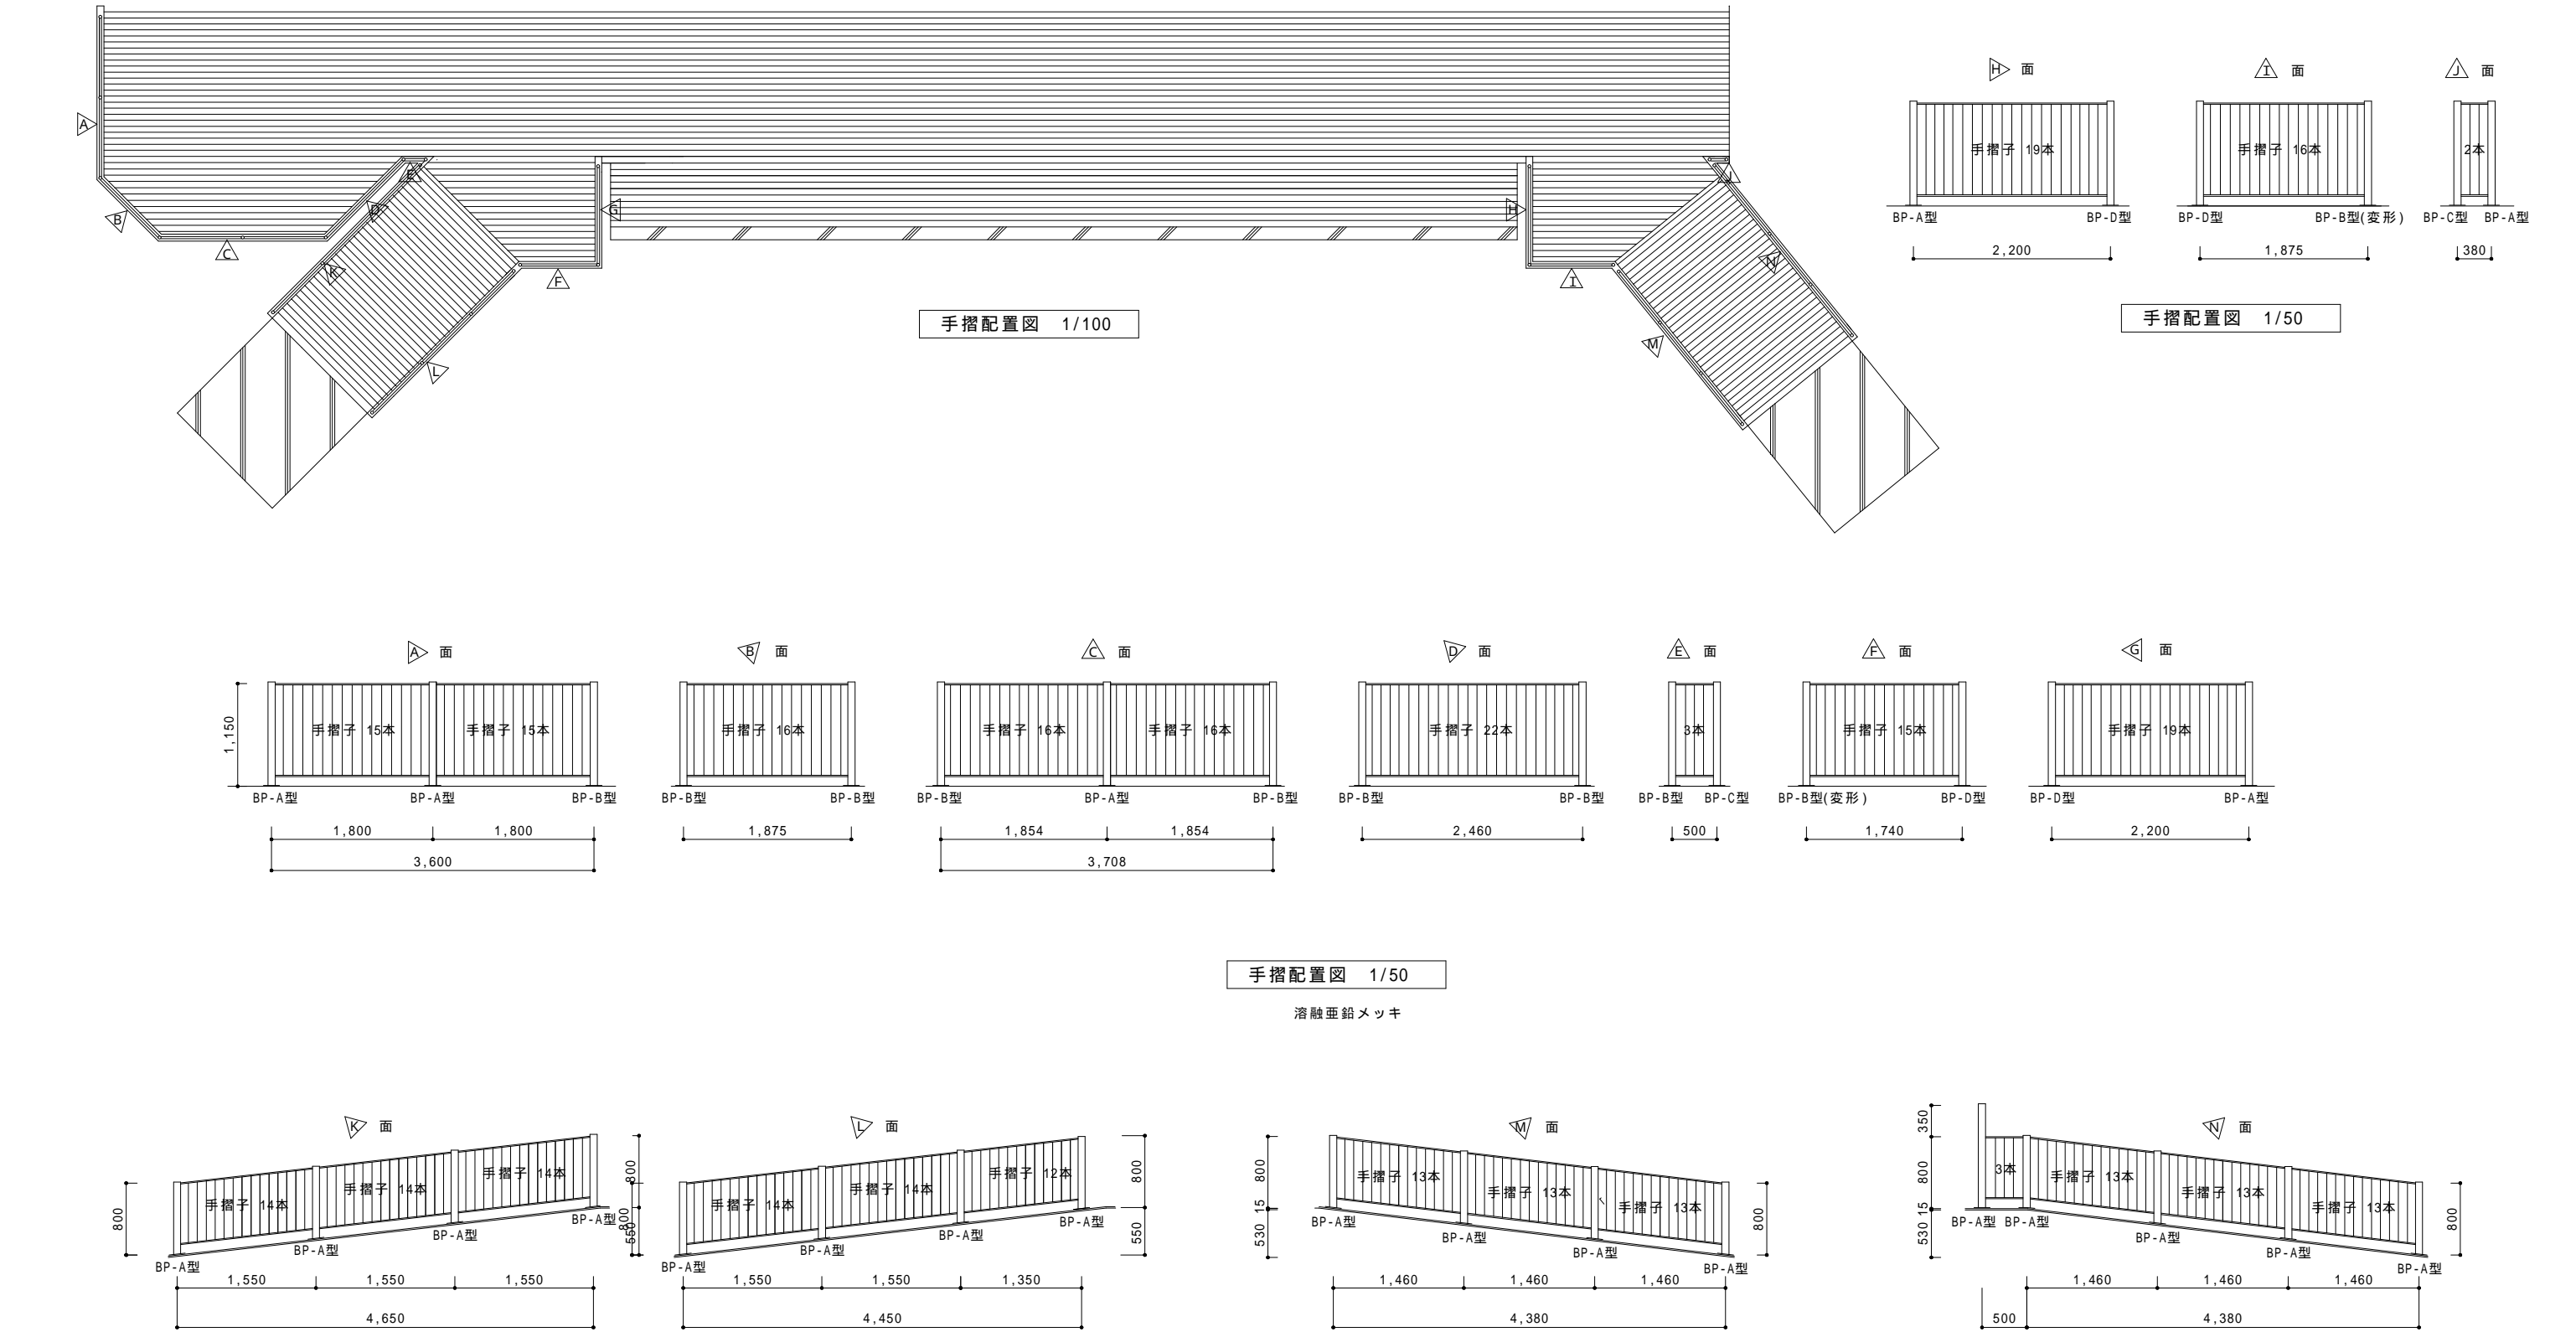 A
B
C
D
E
F
G
H
I
J
K
L
M
N
手摺配置図 1/100
H 面
I 面
J 面
手摺子 19本
手摺子 16本
2本
BP-A型 BP-D型
BP-D型 BP-B型(変形)
BP-C型 BP-A型
2,200
1,875
380
手摺配置図 1/50
A 面
B 面
C 面
D 面
E 面
F 面
G 面
1,150
手摺子 15本 手摺子 15本
手摺子 16本
手摺子 16本 手摺子 16本
手摺子 22本
3本
手摺子 15本
手摺子 19本
BP-A型 BP-A型 BP-B型
BP-B型 BP-B型
BP-B型 BP-A型 BP-B型
BP-B型 BP-B型
BP-B型 BP-C型
BP-B型(変形) BP-D型
BP-D型 BP-A型
1,800 1,800
1,875
1,854 1,854
2,460
500
1,740
2,200
3,600
3,708
手摺配置図 1/50
溶融亜鉛メッキ
K 面
800
手摺子 14本
手摺子 14本
手摺子 14本
800
800
550
BP-A型
BP-A型
BP-A型
BP-A型
1,550 1,550 1,550
4,650
L 面
手摺子 14本
手摺子 14本
手摺子 12本
800
550
BP-A型
BP-A型
BP-A型
BP-A型
1,550 1,550 1,350
4,450
M 面
800
15
530
手摺子 13本
手摺子 13本
手摺子 13本
800
BP-A型
BP-A型
BP-A型
BP-A型
1,460 1,460 1,460
4,380
N 面
350
800
15
530
3本
手摺子 13本
手摺子 13本
手摺子 13本
800
BP-A型 BP-A型
BP-A型
BP-A型
BP-A型
1,460 1,460 1,460
500 4,380